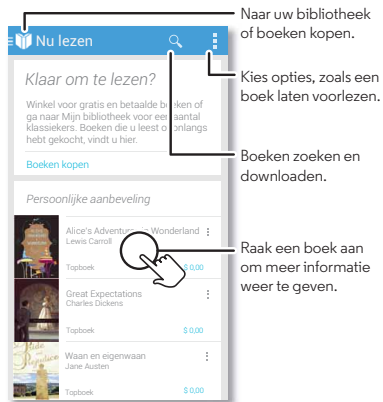 Nu lezen
Klaar om te lezen?
Winkel voor gratis en betaalde boeken of
ga naar Mijn bibliotheek voor een aantal
klassiekers. Boeken die u leest of onlangs
hebt gekocht, vindt u hier.
Boeken kopen
Persoonlijke aanbeveling
Alice's Adventures in Wonderland
Lewis Carroll
Topboek $ 0,00
Great Expectations
Charles Dickens
Topboek $ 0,00
Waan en eigenwaan
Jane Austen
Topboek $ 0,00
Naar uw bibliotheek
of boeken kopen.
Kies opties, zoals een
boek laten voorlezen.
Boeken zoeken en
downloaden.
Raak een boek aan
om meer informatie
weer te geven.